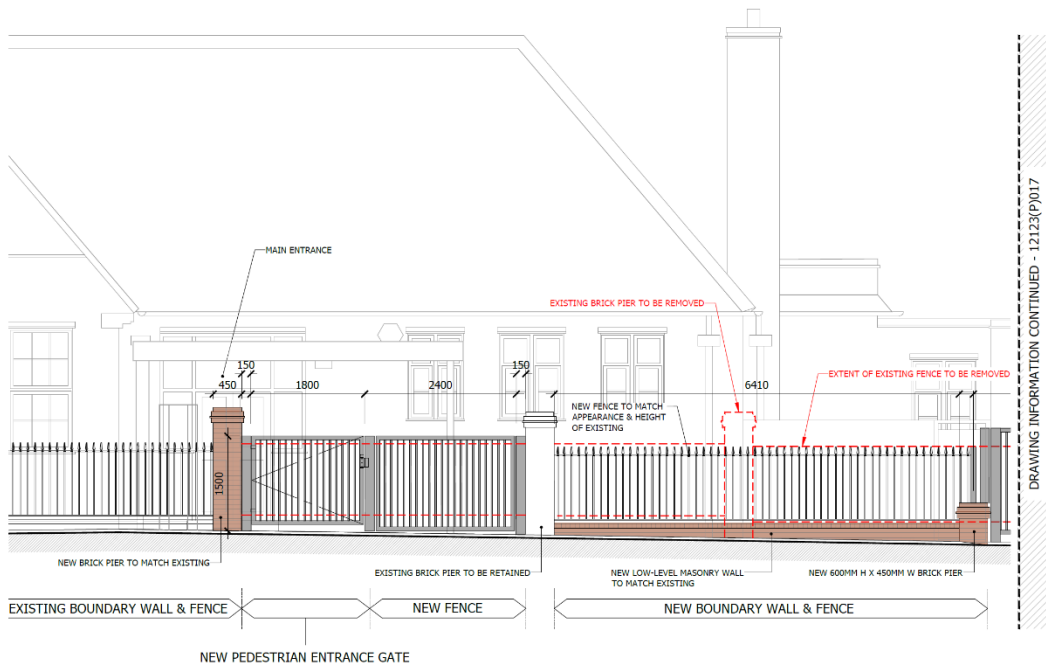 MAIN ENTRANCE
EXISTING BRICK PIER TO BE REMOVED
150
450
1800
2400
150
6410
EXTENT OF EXISTING FENCE TO BE REMOVED
NEW FENCE TO MATCH
APPEARANCE & HEIGHT
OF EXISTING
1500
NEW BRICK PIER TO MATCH EXISTING
EXISTING BRICK PIER TO BE RETAINED
NEW LOW-LEVEL MASONRY WALL
TO MATCH EXISTING
NEW 600MM H X 450MM W BRICK PIER
EXISTING BOUNDARY WALL & FENCE
NEW FENCE
NEW BOUNDARY WALL & FENCE
NEW PEDESTRIAN ENTRANCE GATE
DRAWING INFORMATION CONTINUED - 12123(P)017